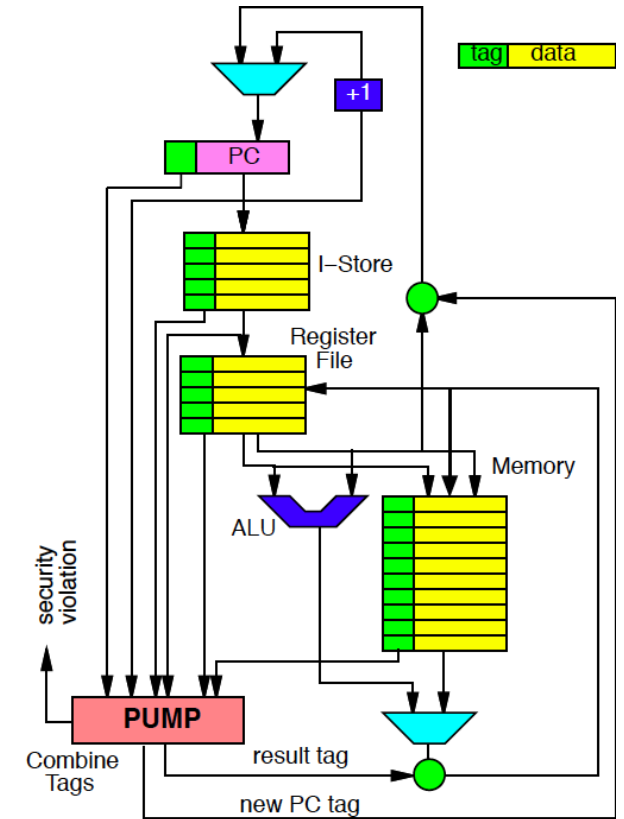 tag data
+1
PC
I-Store
Register
File
Memory
ALU
security
violation
PUMP
Combine
Tags
result tag
new PC tag